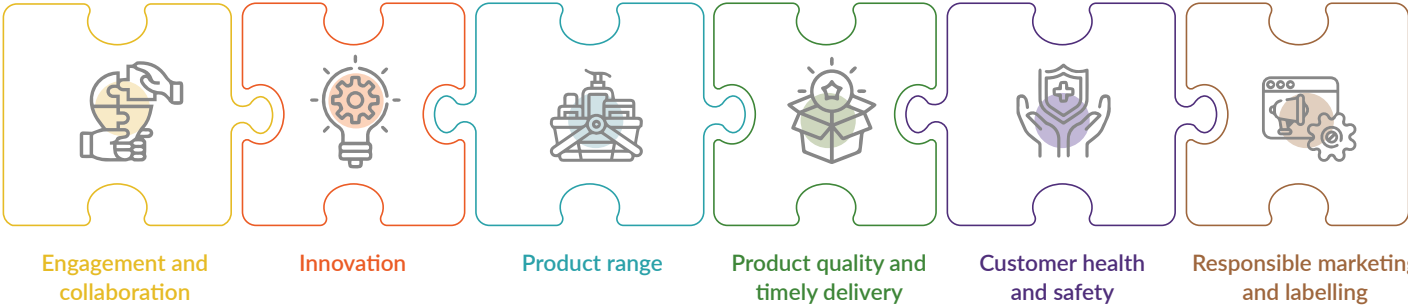 Engagement and
collaboration
Innovation
Product range
Product quality and
timely delivery
Customer health
and safety
Responsible marketing
and labelling